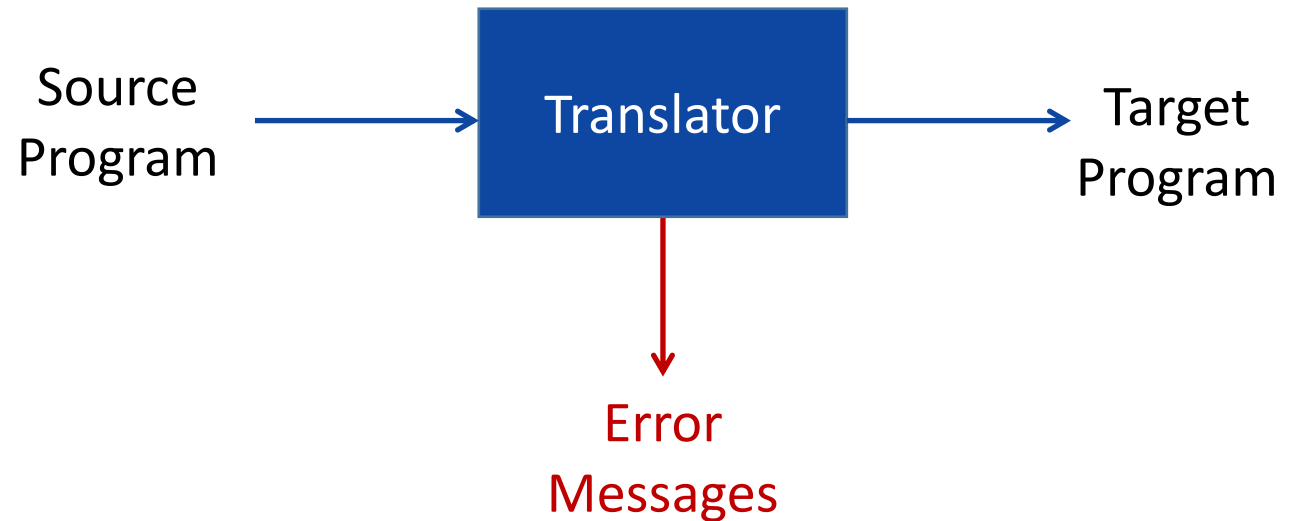 Source
Program
Translator
Target
Program
Error
Messages